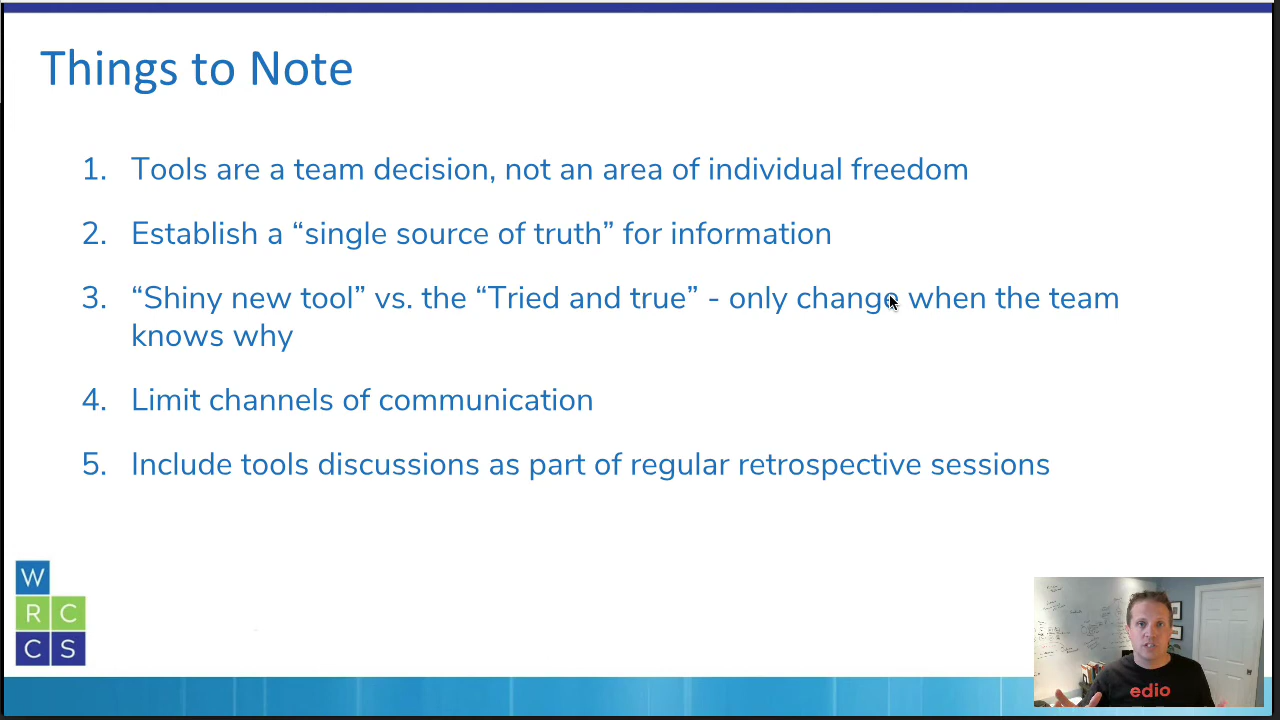 Things to Note
1. Tools are a team decision, not an area of individual freedom
2. Establish a “single source of truth” for information
3. “Shiny new tool” vs. the “Tried and true” - only change when the team
knows why
4. Limit channels of communication
5. Include tools discussions as part of regular retrospective sessions
W
R C
C S
edio